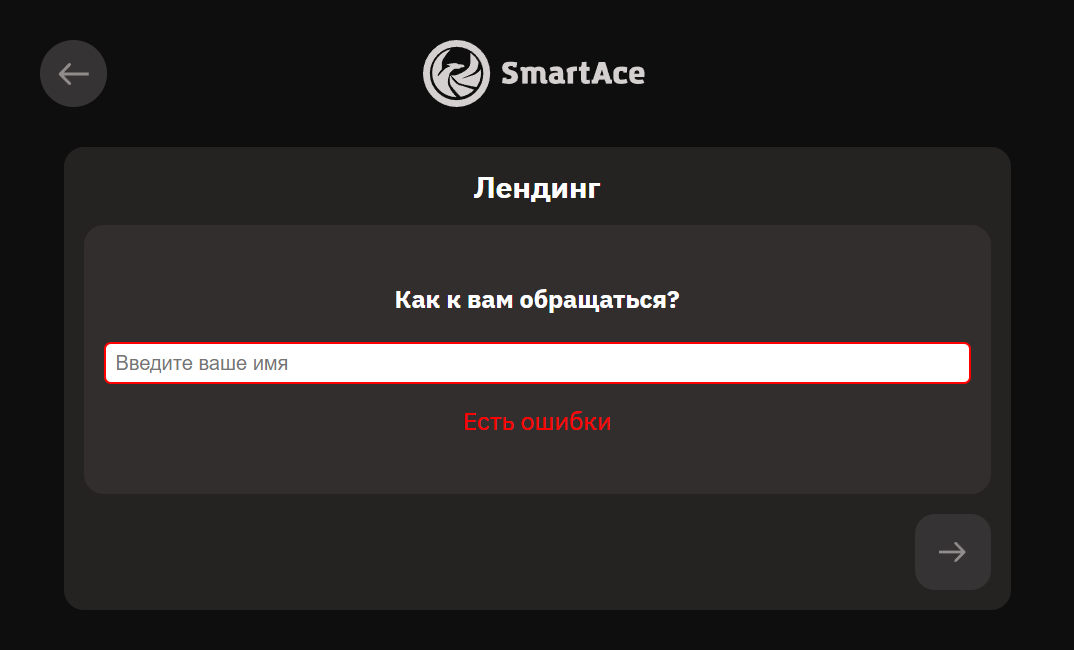 SmartAce
Лендинг
Как к вам обращаться?
Введите ваше имя
Есть ошибки